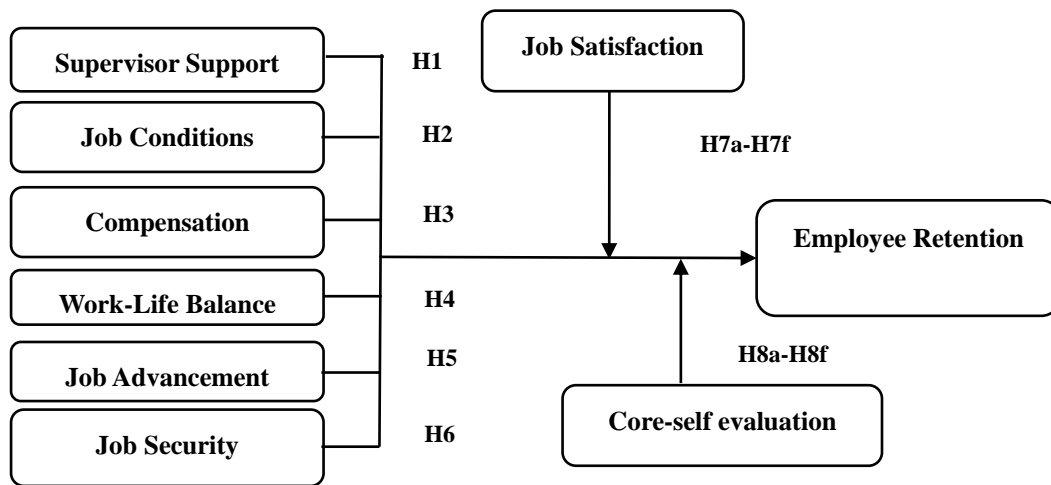 Supervisor Support
H1
Job Satisfaction
Job Conditions
H2
H7a-H7f
Compensation
H3
Employee Retention
Work-Life Balance
H4
Job Advancement
H5
H8a-H8f
Job Security
H6
Core-self evaluation